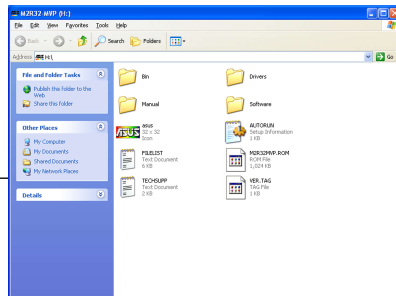 M2R32-MVP (H:)
File Edit View Favorites Tools Help
Back Search Folders
Address H:\ Go
File and Folder Tasks
Publish this folder to the
Web
Share this folder
Other Places
My Computer
My Documents
Shared Documents
My Network Places
Details
Bin
Drivers
Manual
Software
ASUS
asus
32 x 32
Icon
AUTORUN
Setup Information
1 KB
FILELIST
Text Document
6 KB
M2R32MVP.ROM
ROM File
1,024 KB
TECHSUPP
Text Document
2 KB
VER.TAG
TAG File
1 KB